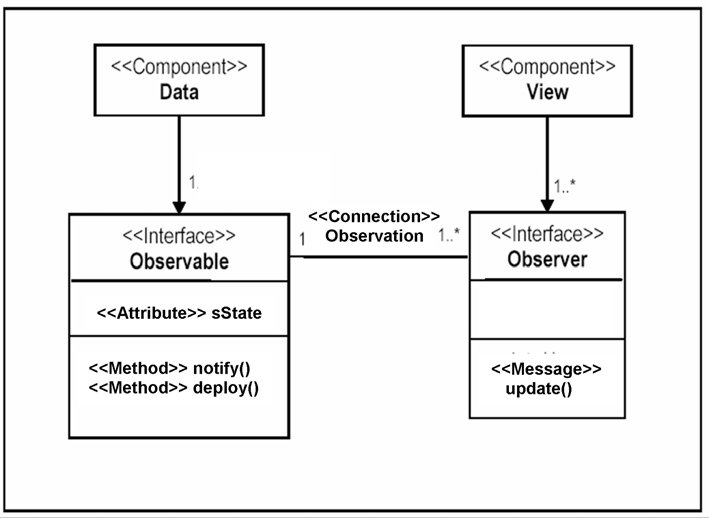 <<Component>>
Data
<<Component>>
View
1.
1..*
<<Interface>>
Observable
1
<<Connection>>
Observation
1..*
<<Interface>>
Observer
<<Attribute>> sState
<<Method>> notify()
<<Method>> deploy()
<<Message>>
update()